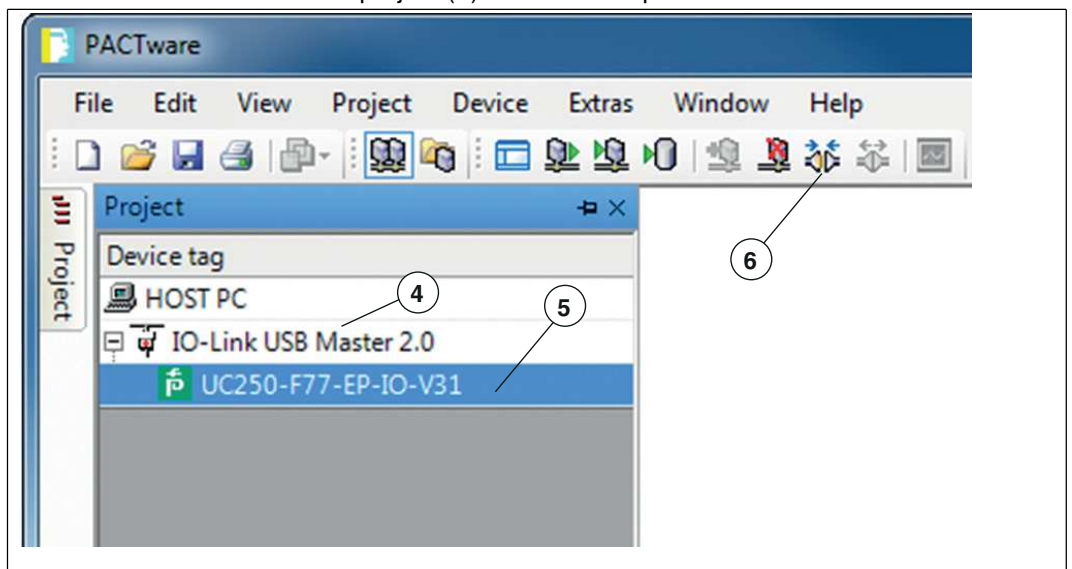 PACTware
File Edit View Project Device Extras Window Help
Project
Project
Device tag
HOST PC
4
5
6
IO-Link USB Master 2.0
UC250-F77-EP-IO-V31